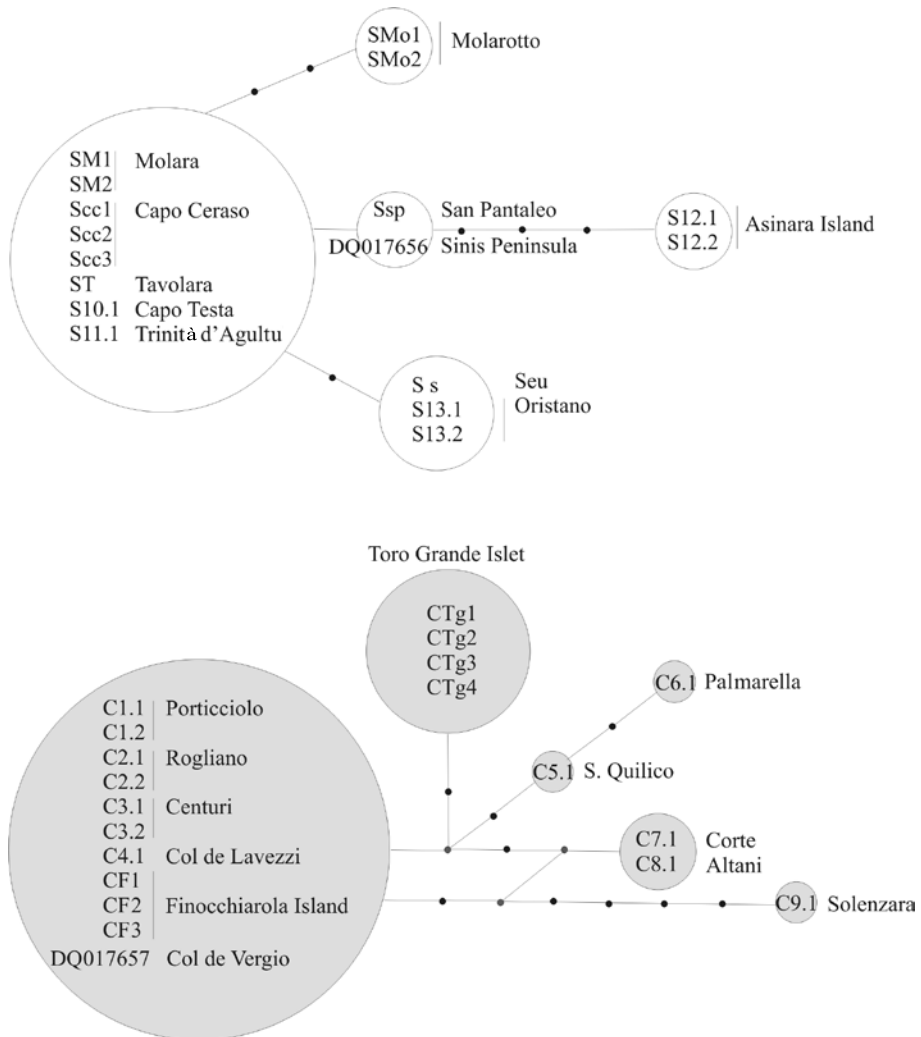 SMo1 Molarotto
SMo2
SM1 Molara
SM2
Scc1 Capo Ceraso
Scc2
Scc3
ST Tavolara
S10.1 Capo Testa
S11.1 Trinità d'Agultu
Ssp San Pantaleo
DQ017656 Sinis Peninsula
S12.1 Asinara Island
S12.2
S s Seu
S13.1 Oristano
S13.2
Toro Grande Islet
CTg1
CTg2
CTg3
CTg4
C6.1 Palmarella
C5.1 S. Quilico
C1.1 Porticciolo
C1.2
C2.1 Rogliano
C2.2
C3.1 Centuri
C3.2
C4.1 Col de Lavezzi
CF1
CF2 Finocchiarola Island
CF3
DQ017657 Col de Vergio
C7.1 Corte
C8.1 Altani
C9.1 Solenzara